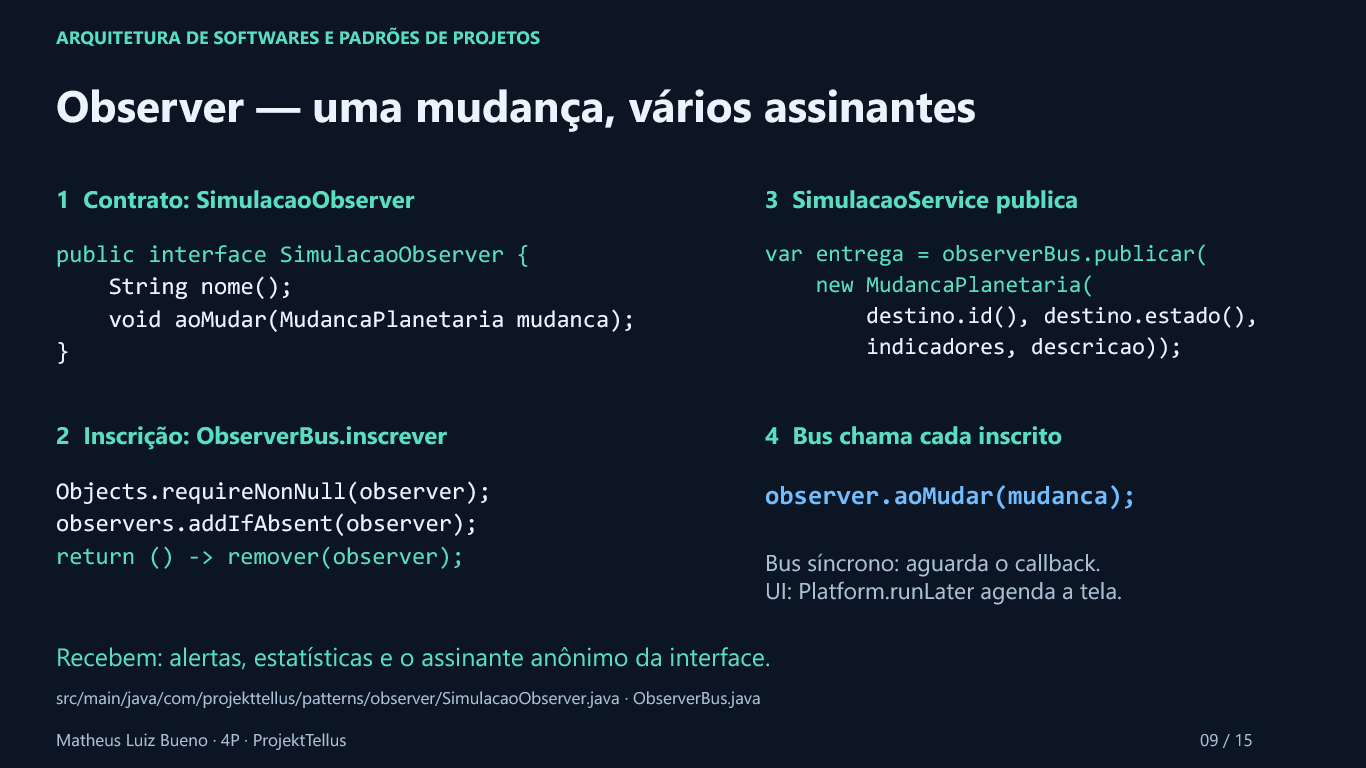 ARQUITETURA DE SOFTWARES E PADRÕES DE PROJETOS
Observer — uma mudança, vários assinantes
1 Contrato: SimulacaoObserver
public interface SimulacaoObserver {
    String nome();
    void aoMudar(MudancaPlanetaria mudanca);
}
2 Inscrição: ObserverBus.inscrever
Objects.requireNonNull(observer);
observers.addIfAbsent(observer);
return () -> remover(observer);
3 SimulacaoService publica
var entrega = observerBus.publicar(
    new MudancaPlanetaria(
        destino.id(), destino.estado(),
        indicadores, descricao));
4 Bus chama cada inscrito
observer.aoMudar(mudanca);
Bus síncrono: aguarda o callback.
UI: Platform.runLater agenda a tela.
Recebem: alertas, estatísticas e o assinante anônimo da interface.
src/main/java/com/projekttellus/patterns/observer/SimulacaoObserver.java · ObserverBus.java
Matheus Luiz Bueno · 4P · ProjektTellus
09 / 15